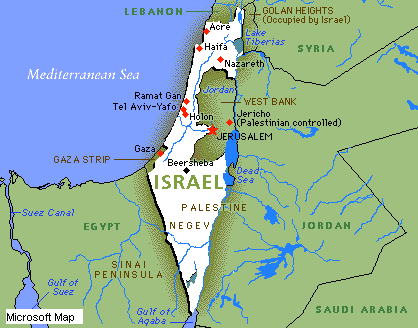 LEBANON
GOLAN HEIGHTS
(Occupied by Israel)
Acre
Lake
Tiberias
Haifa
SYRIA
Nazareth
Mediterranean Sea
Jordan
Ramat Gan
WEST BANK
Tel Aviv-Yafo
Jericho
Holon
(Palestinian controlled)
JERUSALEM
Gaza
GAZA STRIP
Beersheba
Dead
Sea
ISRAEL
PALESTINE
Suez Canal
EGYPT
NEGEV
JORDAN
SINAI
PENINSULA
Gulf of
Suez
Gulf of
Aqaba
SAUDI ARABIA
Microsoft Map